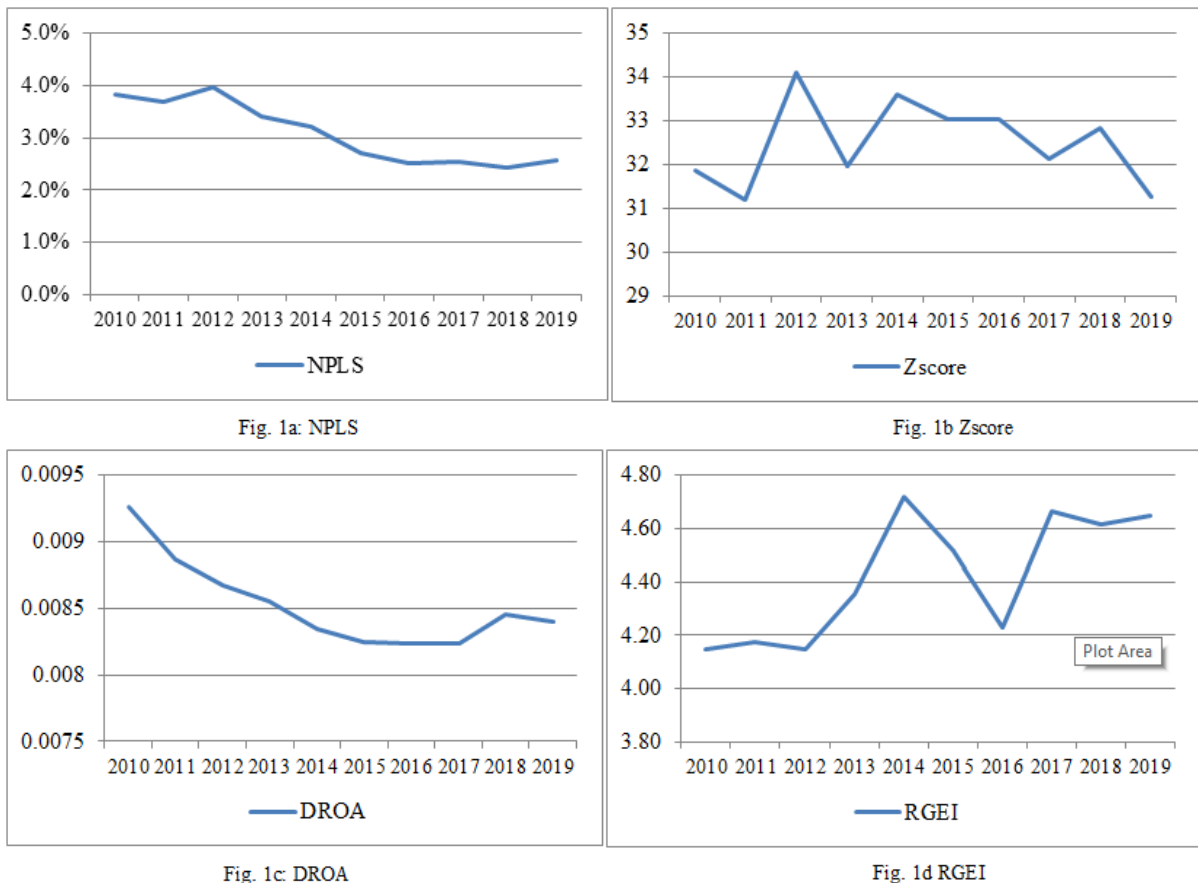 5.0%
4.0%
3.0%
2.0%
1.0%
0.0%
2010 2011 2012 2013 2014 2015 2016 2017 2018 2019
NPLS
Fig. 1a: NPLS
35
34
33
32
31
30
29
2010 2011 2012 2013 2014 2015 2016 2017 2018 2019
Zscore
Fig. 1b Zscore
0.0095
0.009
0.0085
0.008
0.0075
2010 2011 2012 2013 2014 2015 2016 2017 2018 2019
DROA
Fig. 1c: DROA
4.80
4.60
4.40
4.20
4.00
3.80
Plot Area
2010 2011 2012 2013 2014 2015 2016 2017 2018 2019
RGEI
Fig. 1d RGEI